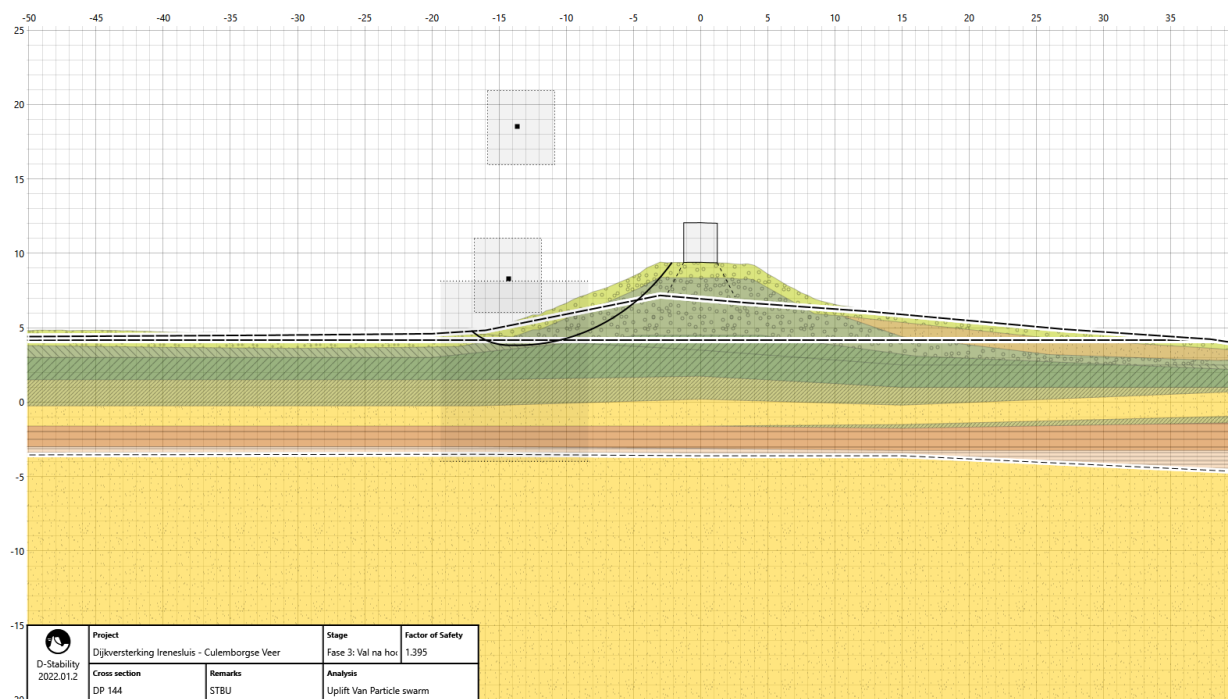 -50 -45 -40 -35 -30 -25 -20 -15 -10 -5 0 5 10 15 20 25 30 35
25
20
15
10
5
0
-5
-10
-15
-20
D-Stability
2022.01.2
Project Stage Factor of Safety
Dijkversterking Irenesluis - Culemborgse Veer Fase 3: Val na hoc 1.395
Cross section Remarks Analysis
DP 144 STBU Uplift Van Particle swarm